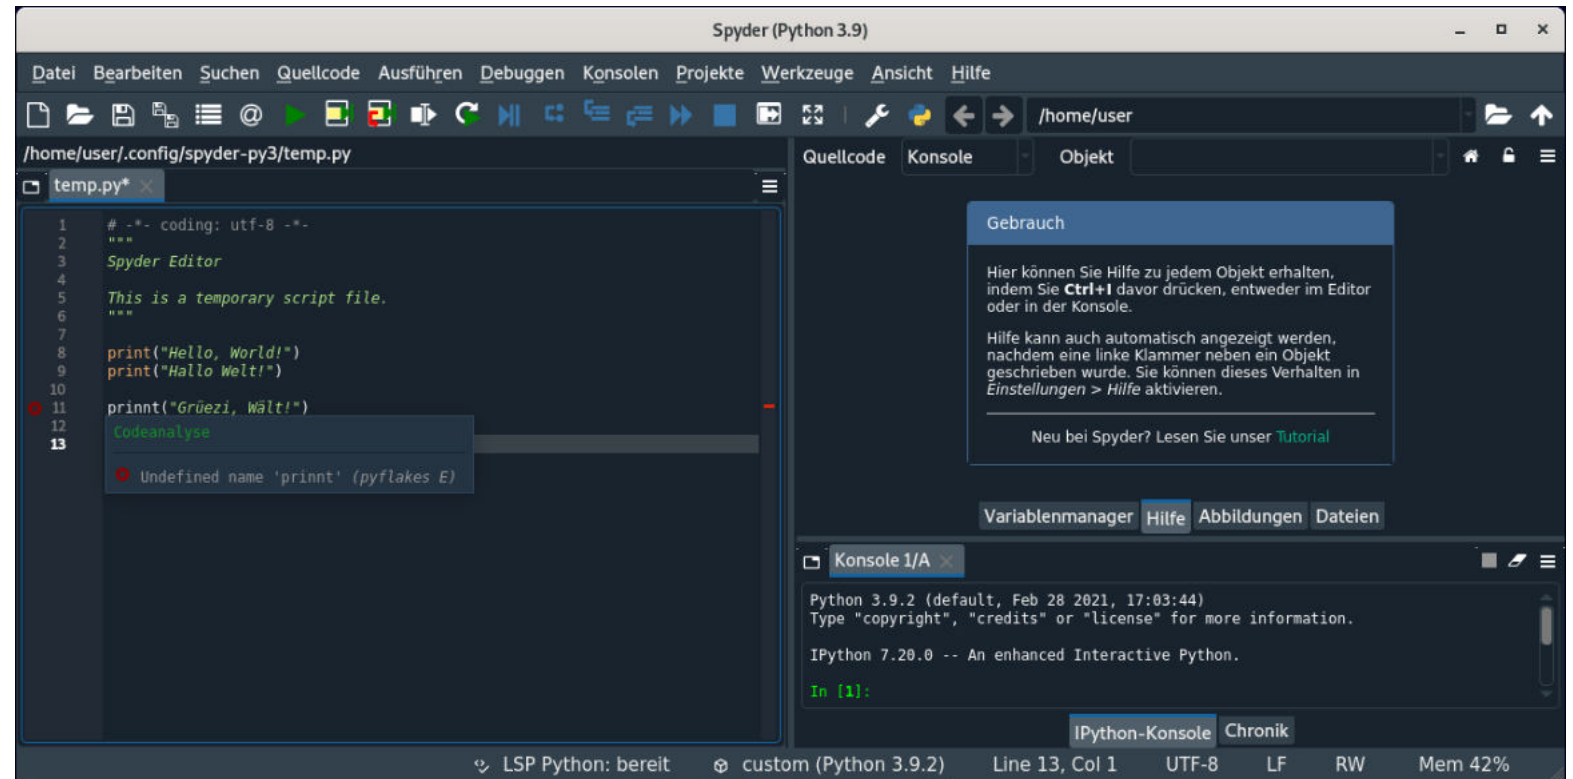 Spyder (Python 3.9)
Datei Bearbeiten Suchen Quellcode Ausführen Debuggen Konsolen Projekte Werkzeuge Ansicht Hilfe
/home/user
/home/user/.config/spyder-py3/temp.py
temp.py*
1 # -*- coding: utf-8 -*-
2 """
3 Spyder Editor
4
5 This is a temporary script file.
6 """
7
8 print("Hello, World!")
9 print("Hallo Welt!")
10
11 prinnt("Grüezi, Wält!")
12
13
Codeanalyse
Undefined name 'prinnt' (pyflakes E)
Quellcode Konsole Objekt
Gebrauch
Hier können Sie Hilfe zu jedem Objekt erhalten,
indem Sie Ctrl+I davor drücken, entweder im Editor
oder in der Konsole.
Hilfe kann auch automatisch angezeigt werden,
nachdem eine linke Klammer neben ein Objekt
geschrieben wurde. Sie können dieses Verhalten in
Einstellungen > Hilfe aktivieren.
Neu bei Spyder? Lesen Sie unser Tutorial
Variablenmanager Hilfe Abbildungen Dateien
Konsole 1/A
Python 3.9.2 (default, Feb 28 2021, 17:03:44)
Type "copyright", "credits" or "license" for more information.
IPython 7.20.0 -- An enhanced Interactive Python.
In [1]:
IPython-Konsole Chronik
LSP Python: bereit custom (Python 3.9.2) Line 13, Col 1 UTF-8 LF RW Mem 42%